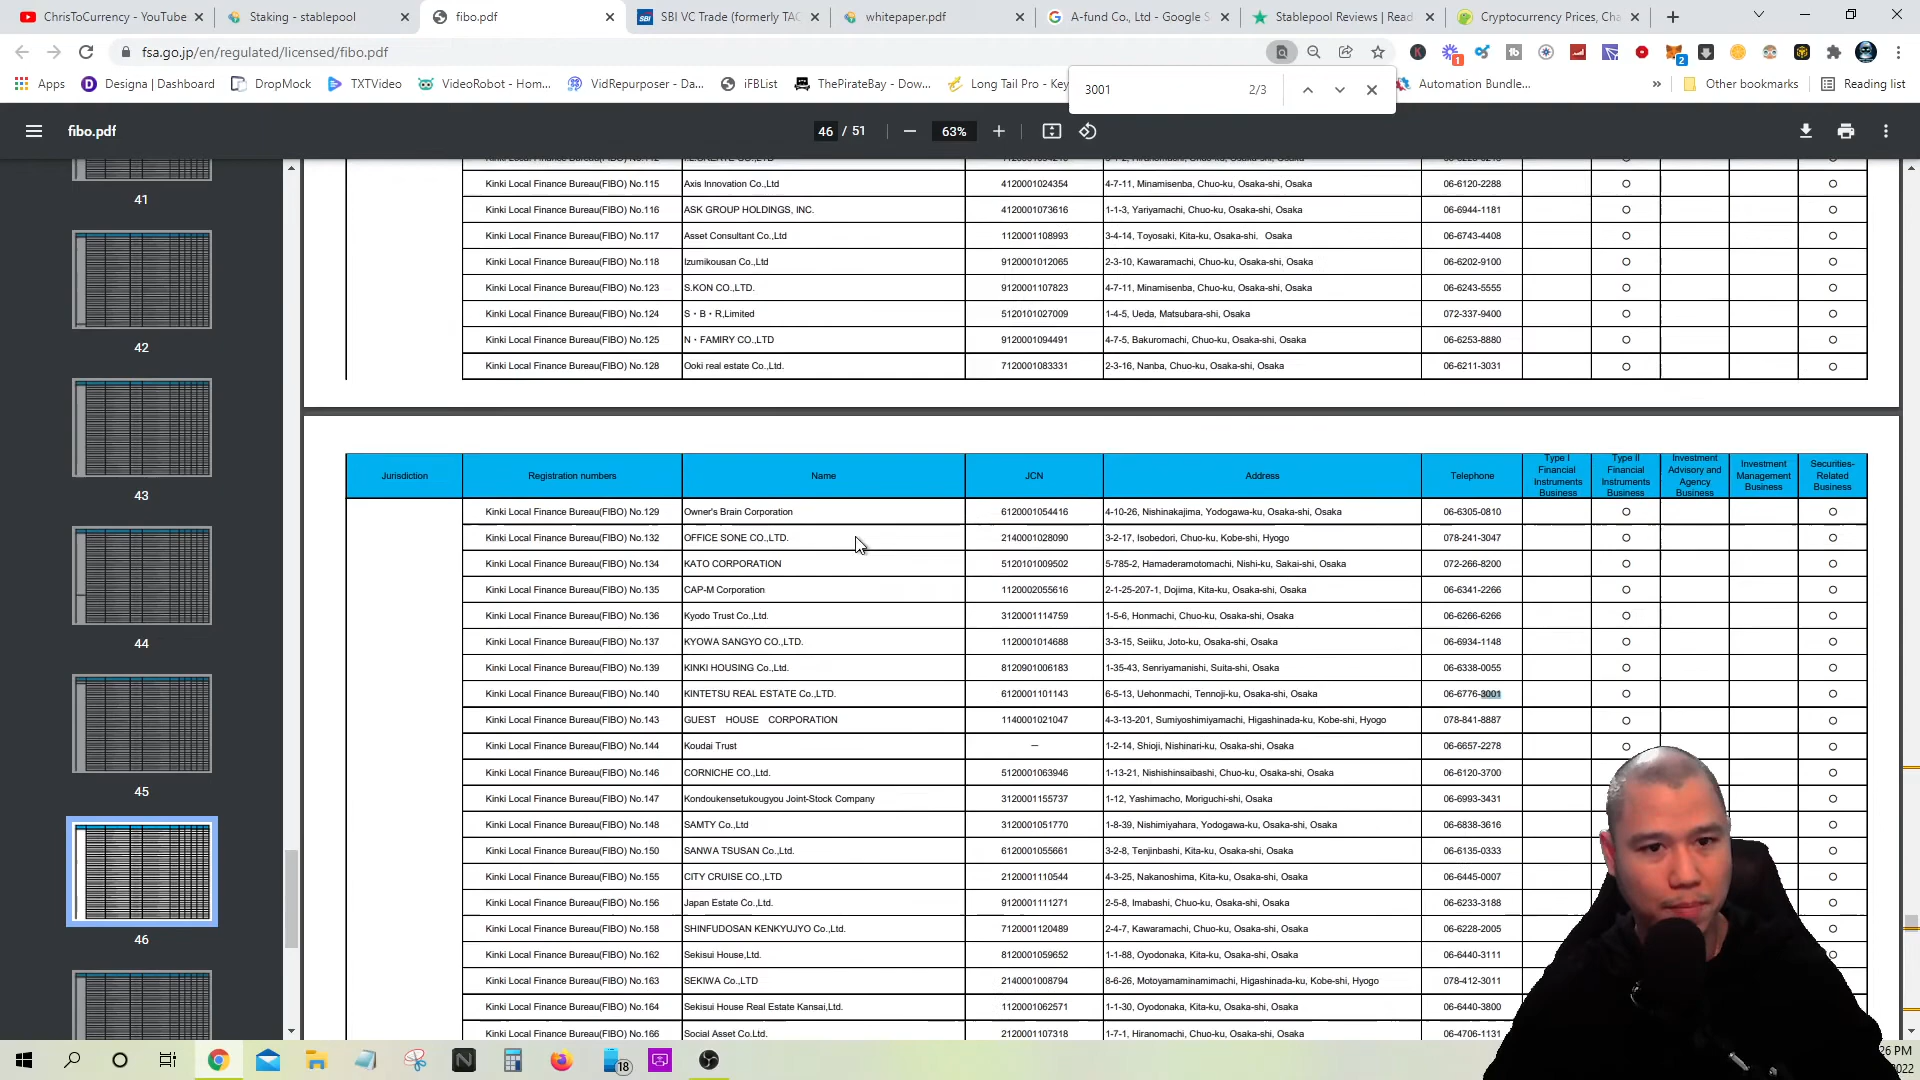 ChrisToCurrency - YouTube
Staking - stablepool
fibo.pdf
SBI VC Trade (formerly TAO
whitepaper.pdf
A-fund Co., Ltd - Google S
Stablepool Reviews | Read
Cryptocurrency Prices, Cha
fsa.go.jp/en/regulated/licensed/fibo.pdf
Apps
Designa | Dashboard
DropMock
TXTVideo
VideoRobot - Hom...
VidRepurposer - Da...
iFBList
ThePirateBay - Dow...
Long Tail Pro - Key
Automation Bundle...
»
Other bookmarks
Reading list
3001 2/3
fibo.pdf
46 / 51
63%
41
42
43
44
45
46
Kinki Local Finance Bureau(FIBO) No.115 Axis Innovation Co.,Ltd 4120001024354 4-7-11, Minamisenba, Chuo-ku, Osaka-shi, Osaka 06-6120-2288 ○ ○
Kinki Local Finance Bureau(FIBO) No.116 ASK GROUP HOLDINGS, INC. 4120001073616 1-1-3, Yariyamachi, Chuo-ku, Osaka-shi, Osaka 06-6944-1181 ○ ○
Kinki Local Finance Bureau(FIBO) No.117 Asset Consultant Co.,Ltd 1120001108993 3-4-14, Toyosaki, Kita-ku, Osaka-shi, Osaka 06-6743-4408 ○ ○
Kinki Local Finance Bureau(FIBO) No.118 Izumikousan Co.,Ltd 9120001012065 2-3-10, Kawaramachi, Chuo-ku, Osaka-shi, Osaka 06-6202-9100 ○ ○
Kinki Local Finance Bureau(FIBO) No.123 S.KON CO.,LTD. 9120001107823 4-7-11, Minamisenba, Chuo-ku, Osaka-shi, Osaka 06-6243-5555 ○ ○
Kinki Local Finance Bureau(FIBO) No.124 S・B・R,Limited 5120101027009 1-4-5, Ueda, Matsubara-shi, Osaka 072-337-9400 ○ ○
Kinki Local Finance Bureau(FIBO) No.125 N・FAMIRY CO.,LTD 9120001094491 4-7-5, Bakuromachi, Chuo-ku, Osaka-shi, Osaka 06-6253-8880 ○ ○
Kinki Local Finance Bureau(FIBO) No.128 Ooki real estate Co.,Ltd. 7120001083331 2-3-16, Nanba, Chuo-ku, Osaka-shi, Osaka 06-6211-3031 ○ ○
Jurisdiction Registration numbers Name JCN Address Telephone Type I Financial Instruments Business Type II Financial Instruments Business Investment Advisory and Agency Business Investment Management Business Securities-Related Business
Kinki Local Finance Bureau(FIBO) No.129 Owner's Brain Corporation 6120001054416 4-10-26, Nishinakajima, Yodogawa-ku, Osaka-shi, Osaka 06-6305-0810 ○ ○
Kinki Local Finance Bureau(FIBO) No.132 OFFICE SONE CO.,LTD. 2140001028090 3-2-17, Isobedori, Chuo-ku, Kobe-shi, Hyogo 078-241-3047 ○ ○
Kinki Local Finance Bureau(FIBO) No.134 KATO CORPORATION 5120101009502 5-785-2, Hamaderamotomachi, Nishi-ku, Sakai-shi, Osaka 072-266-8200 ○ ○
Kinki Local Finance Bureau(FIBO) No.135 CAP-M Corporation 1120002055616 2-1-25-207-1, Dojima, Kita-ku, Osaka-shi, Osaka 06-6341-2266 ○ ○
Kinki Local Finance Bureau(FIBO) No.136 Kyodo Trust Co.,Ltd. 3120001114759 1-5-6, Honmachi, Chuo-ku, Osaka-shi, Osaka 06-6266-6266 ○ ○
Kinki Local Finance Bureau(FIBO) No.137 KYOWA SANGYO CO.,LTD. 1120001014688 3-3-15, Seiiku, Joto-ku, Osaka-shi, Osaka 06-6934-1148 ○ ○
Kinki Local Finance Bureau(FIBO) No.139 KINKI HOUSING Co.,Ltd. 8120901006183 1-35-43, Senriyamanishi, Suita-shi, Osaka 06-6338-0055 ○ ○
Kinki Local Finance Bureau(FIBO) No.140 KINTETSU REAL ESTATE Co.,LTD. 6120001101143 6-5-13, Uehonmachi, Tennoji-ku, Osaka-shi, Osaka 06-6776-3001 ○ ○
Kinki Local Finance Bureau(FIBO) No.143 GUEST HOUSE CORPORATION 1140001021047 4-3-13-201, Sumiyoshimiyamachi, Higashinada-ku, Kobe-shi, Hyogo 078-841-8887 ○ ○
Kinki Local Finance Bureau(FIBO) No.144 Koudai Trust － 1-2-14, Shioji, Nishinari-ku, Osaka-shi, Osaka 06-6657-2278 ○ ○
Kinki Local Finance Bureau(FIBO) No.146 CORNICHE CO.,Ltd. 5120001063946 1-13-21, Nishishinsaibashi, Chuo-ku, Osaka-shi, Osaka 06-6120-3700 ○
Kinki Local Finance Bureau(FIBO) No.147 Kondoukensetukougyou Joint-Stock Company 3120001155737 1-12, Yashimacho, Moriguchi-shi, Osaka 06-6993-3431 ○
Kinki Local Finance Bureau(FIBO) No.148 SAMTY Co.,Ltd 3120001051770 1-8-39, Nishimiyahara, Yodogawa-ku, Osaka-shi, Osaka 06-6838-3616 ○
Kinki Local Finance Bureau(FIBO) No.150 SANWA TSUSAN Co.,Ltd. 6120001055661 3-2-8, Tenjinbashi, Kita-ku, Osaka-shi, Osaka 06-6135-0333 ○
Kinki Local Finance Bureau(FIBO) No.155 CITY CRUISE CO.,LTD 2120001110544 4-3-25, Nakanoshima, Kita-ku, Osaka-shi, Osaka 06-6445-0007 ○
Kinki Local Finance Bureau(FIBO) No.156 Japan Estate Co.,Ltd. 9120001111271 2-5-8, Imabashi, Chuo-ku, Osaka-shi, Osaka 06-6233-3188 ○
Kinki Local Finance Bureau(FIBO) No.158 SHINFUDOSAN KENKYUJYO Co.,Ltd. 7120001120489 2-4-7, Kawaramachi, Chuo-ku, Osaka-shi, Osaka 06-6228-2005 ○
Kinki Local Finance Bureau(FIBO) No.162 Sekisui House,Ltd. 8120001059652 1-1-88, Oyodonaka, Kita-ku, Osaka-shi, Osaka 06-6440-3111 ○
Kinki Local Finance Bureau(FIBO) No.163 SEKIWA Co.,LTD 2140001008794 8-6-26, Motoyamaminamimachi, Higashinada-ku, Kobe-shi, Hyogo 078-412-3011 ○
Kinki Local Finance Bureau(FIBO) No.164 Sekisui House Real Estate Kansai,Ltd. 1120001062571 1-1-30, Oyodonaka, Kita-ku, Osaka-shi, Osaka 06-6440-3800 ○
Kinki Local Finance Bureau(FIBO) No.166 Social Asset Co.Ltd. 2120001107318 1-7-1, Hiranomachi, Chuo-ku, Osaka-shi, Osaka 06-4706-1131 ○
18
26 PM
2022